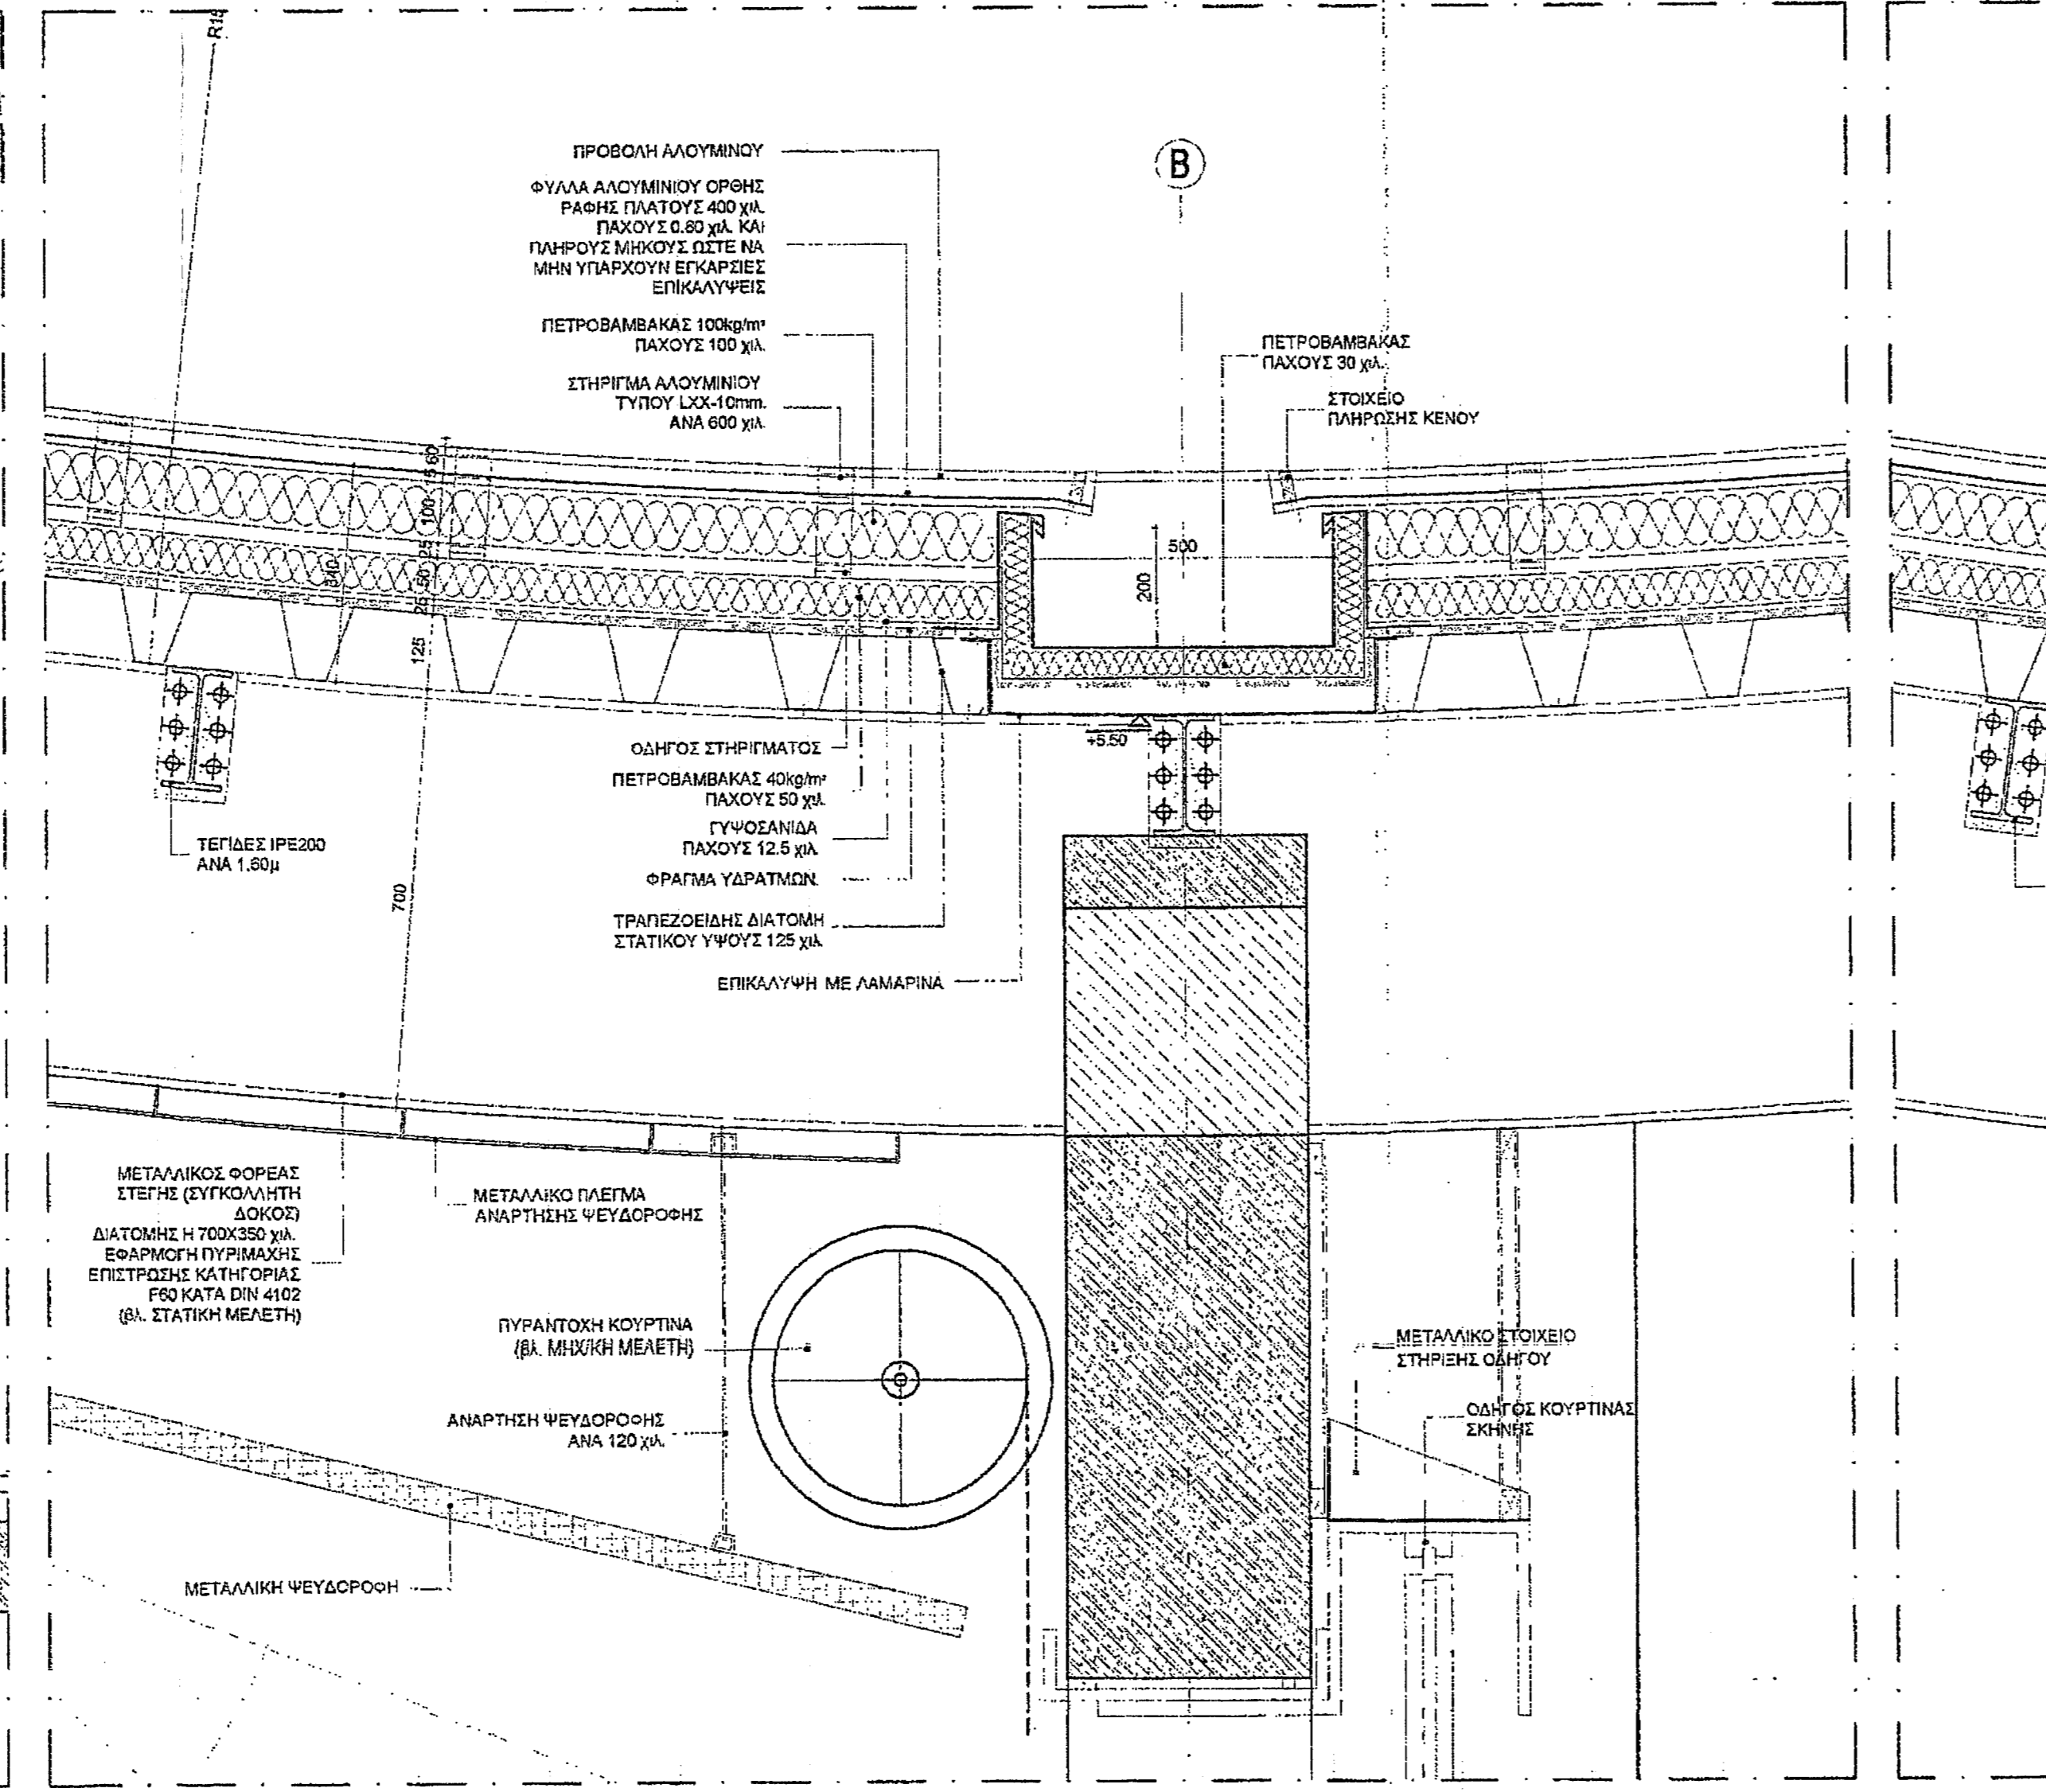 R15
B
ΠΡΟΒΟΛΗ ΑΛΟΥΜΙΝΟΥ
ΦΥΛΛΑ ΑΛΟΥΜΙΝΙΟΥ ΟΡΘΗΣ
ΡΑΦΗΣ ΠΛΑΤΟΥΣ 400 χιλ.
ΠΑΧΟΥΣ 0.80 χιλ. ΚΑΙ
ΠΛΗΡΟΥΣ ΜΗΚΟΥΣ ΩΣΤΕ ΝΑ
ΜΗΝ ΥΠΑΡΧΟΥΝ ΕΓΚΑΡΣΙΕΣ
ΕΠΙΚΑΛΥΨΕΙΣ
ΠΕΤΡΟΒΑΜΒΑΚΑΣ 100kg/m³
ΠΑΧΟΥΣ 100 χιλ.
ΣΤΗΡΙΓΜΑ ΑΛΟΥΜΙΝΙΟΥ
ΤΥΠΟΥ LXX-10mm.
ΑΝΑ 600 χιλ.
ΠΕΤΡΟΒΑΜΒΑΚΑΣ
ΠΑΧΟΥΣ 30 χιλ.
ΣΤΟΙΧΕΙΟ
ΠΛΗΡΩΣΗΣ ΚΕΝΟΥ
60
100
25
50
25
340
125
700
500
200
+5.50
ΟΔΗΓΟΣ ΣΤΗΡΙΓΜΑΤΟΣ
ΠΕΤΡΟΒΑΜΒΑΚΑΣ 40kg/m³
ΠΑΧΟΥΣ 50 χιλ.
ΓΥΨΟΣΑΝΙΔΑ
ΠΑΧΟΥΣ 12.5 χιλ.
ΦΡΑΓΜΑ ΥΔΡΑΤΜΩΝ.
ΤΡΑΠΕΖΟΕΙΔΗΣ ΔΙΑΤΟΜΗ
ΣΤΑΤΙΚΟΥ ΥΨΟΥΣ 125 χιλ.
ΕΠΙΚΑΛΥΨΗ ΜΕ ΛΑΜΑΡΙΝΑ
ΤΕΓΙΔΕΣ IPE200
ΑΝΑ 1.60μ
ΜΕΤΑΛΛΙΚΟΣ ΦΟΡΕΑΣ
ΣΤΕΓΗΣ (ΣΥΓΚΟΛΛΗΤΗ
ΔΟΚΟΣ)
ΔΙΑΤΟΜΗΣ Η 700Χ350 χιλ.
ΕΦΑΡΜΟΓΗ ΠΥΡΙΜΑΧΗΣ
ΕΠΙΣΤΡΩΣΗΣ ΚΑΤΗΓΟΡΙΑΣ
F60 ΚΑΤΑ DIN 4102
(βλ. ΣΤΑΤΙΚΗ ΜΕΛΕΤΗ)
ΜΕΤΑΛΛΙΚΟ ΠΛΕΓΜΑ
ΑΝΑΡΤΗΣΗΣ ΨΕΥΔΟΡΟΦΗΣ
ΠΥΡΑΝΤΟΧΗ ΚΟΥΡΤΙΝΑ
(βλ. ΜΗΧ/ΚΗ ΜΕΛΕΤΗ)
ΑΝΑΡΤΗΣΗ ΨΕΥΔΟΡΟΦΗΣ
ΑΝΑ 120 χιλ.
ΜΕΤΑΛΛΙΚΗ ΨΕΥΔΟΡΟΦΗ
ΜΕΤΑΛΛΙΚΟ ΣΤΟΙΧΕΙΟ
ΣΤΗΡΙΞΗΣ ΟΔΗΓΟΥ
ΟΔΗΓΟΣ ΚΟΥΡΤΙΝΑΣ
ΣΚΗΝΗΣ